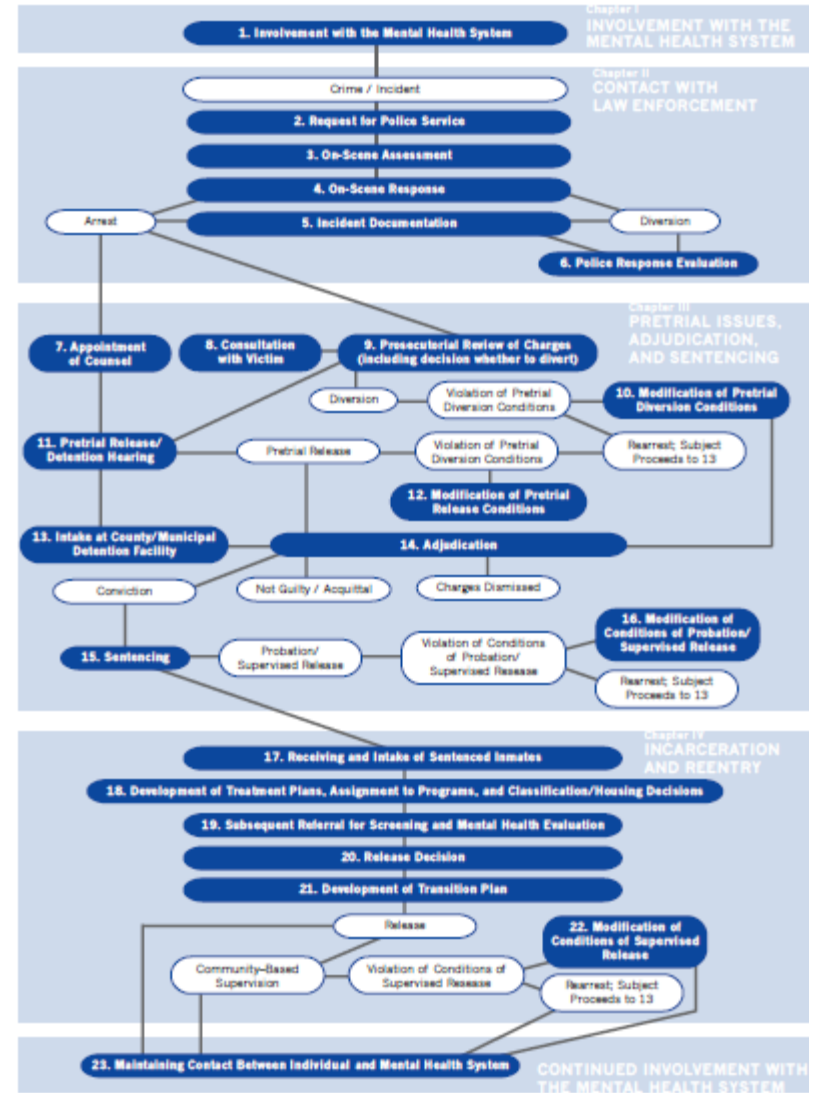 Chapter I
INVOLVEMENT WITH THE
MENTAL HEALTH SYSTEM
1. Involvement with the Mental Health System
Chapter II
CONTACT WITH
LAW ENFORCEMENT
Crime / Incident
2. Request for Police Service
3. On-Scene Assessment
4. On-Scene Response
Arrest
5. Incident Documentation
Diversion
6. Police Response Evaluation
Chapter III
PRETRIAL ISSUES,
ADJUDICATION,
AND SENTENCING
7. Appointment
of Counsel
8. Consultation
with Victim
9. Prosecutorial Review of Charges
(including decision whether to divert)
Diversion
Violation of Pretrial
Diversion Conditions
10. Modification of Pretrial
Diversion Conditions
11. Pretrial Release/
Detention Hearing
Pretrial Release
Violation of Pretrial
Diversion Conditions
Rearrest; Subject
Proceeds to 13
12. Modification of Pretrial
Release Conditions
13. Intake at County/Municipal
Detention Facility
14. Adjudication
Conviction
Not Guilty / Acquittal
Charges Dismissed
15. Sentencing
Probation/
Supervised Release
Violation of Conditions
of Probation/
Supervised Resease
16. Modification of
Conditions of Probation/
Supervised Release
Rearrest; Subject
Proceeds to 13
Chapter IV
INCARCERATION
AND REENTRY
17. Receiving and Intake of Sentenced Inmates
18. Development of Treatment Plans, Assignment to Programs, and Classification/Housing Decisions
19. Subsequent Referral for Screening and Mental Health Evaluation
20. Release Decision
21. Development of Transition Plan
Release
22. Modification of
Conditions of Supervised
Release
Community-Based
Supervision
Violation of Conditions of
Supervised Resease
Rearrest; Subject
Proceeds to 13
23. Maintaining Contact Between Individual and Mental Health System
CONTINUED INVOLVEMENT WITH
THE MENTAL HEALTH SYSTEM